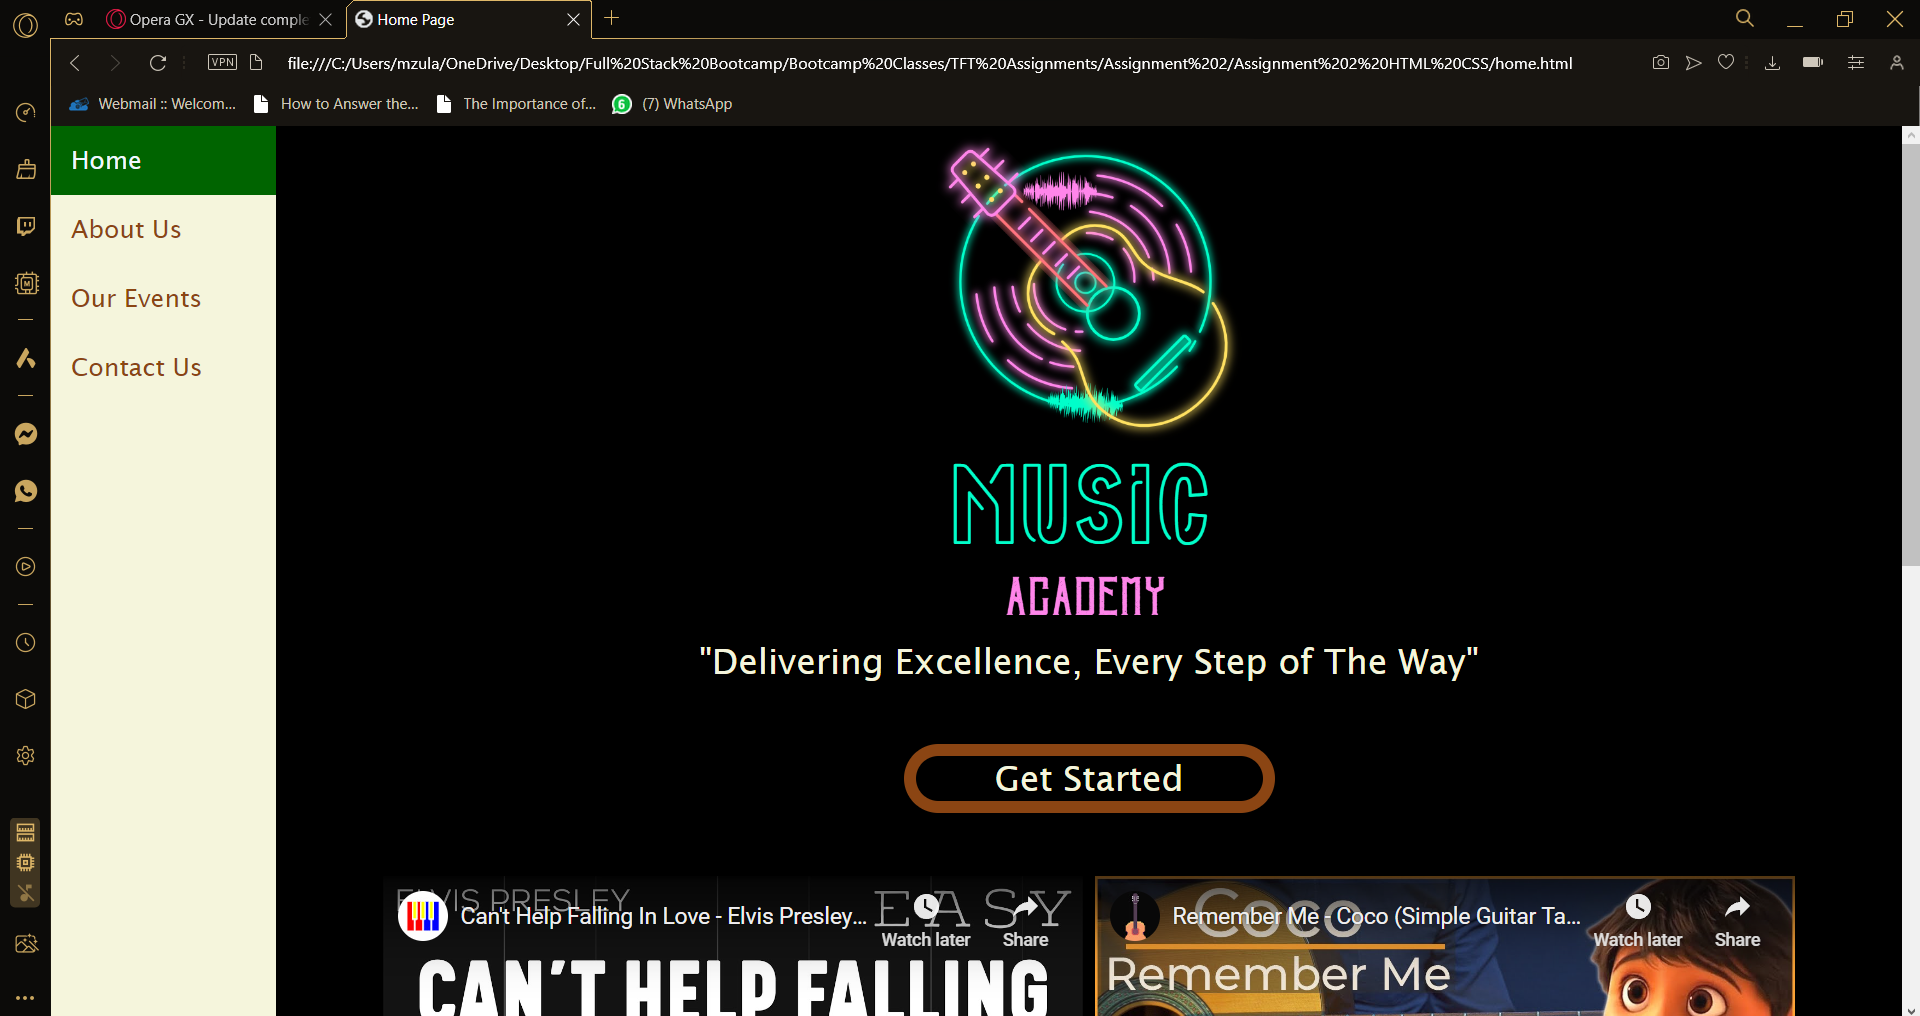 Opera GX - Update comple
Home Page
VPN
file:///C:/Users/mzula/OneDrive/Desktop/Full%20Stack%20Bootcamp/Bootcamp%20Classes/TFT%20Assignments/Assignment%202/Assignment%202%20HTML%20CSS/home.html
Webmail :: Welcom...
How to Answer the...
The Importance of...
6
(7) WhatsApp
M
Home
About Us
Our Events
Contact Us
MUSiC
ACADEMY
"Delivering Excellence, Every Step of The Way"
Get Started
ELVIS PRESLEY
EASY
Can't Help Falling In Love - Elvis Presley...
Watch later
Share
CAN'T HELP FALLING
Coco
Remember Me - Coco (Simple Guitar Ta...
Watch later
Share
Remember Me